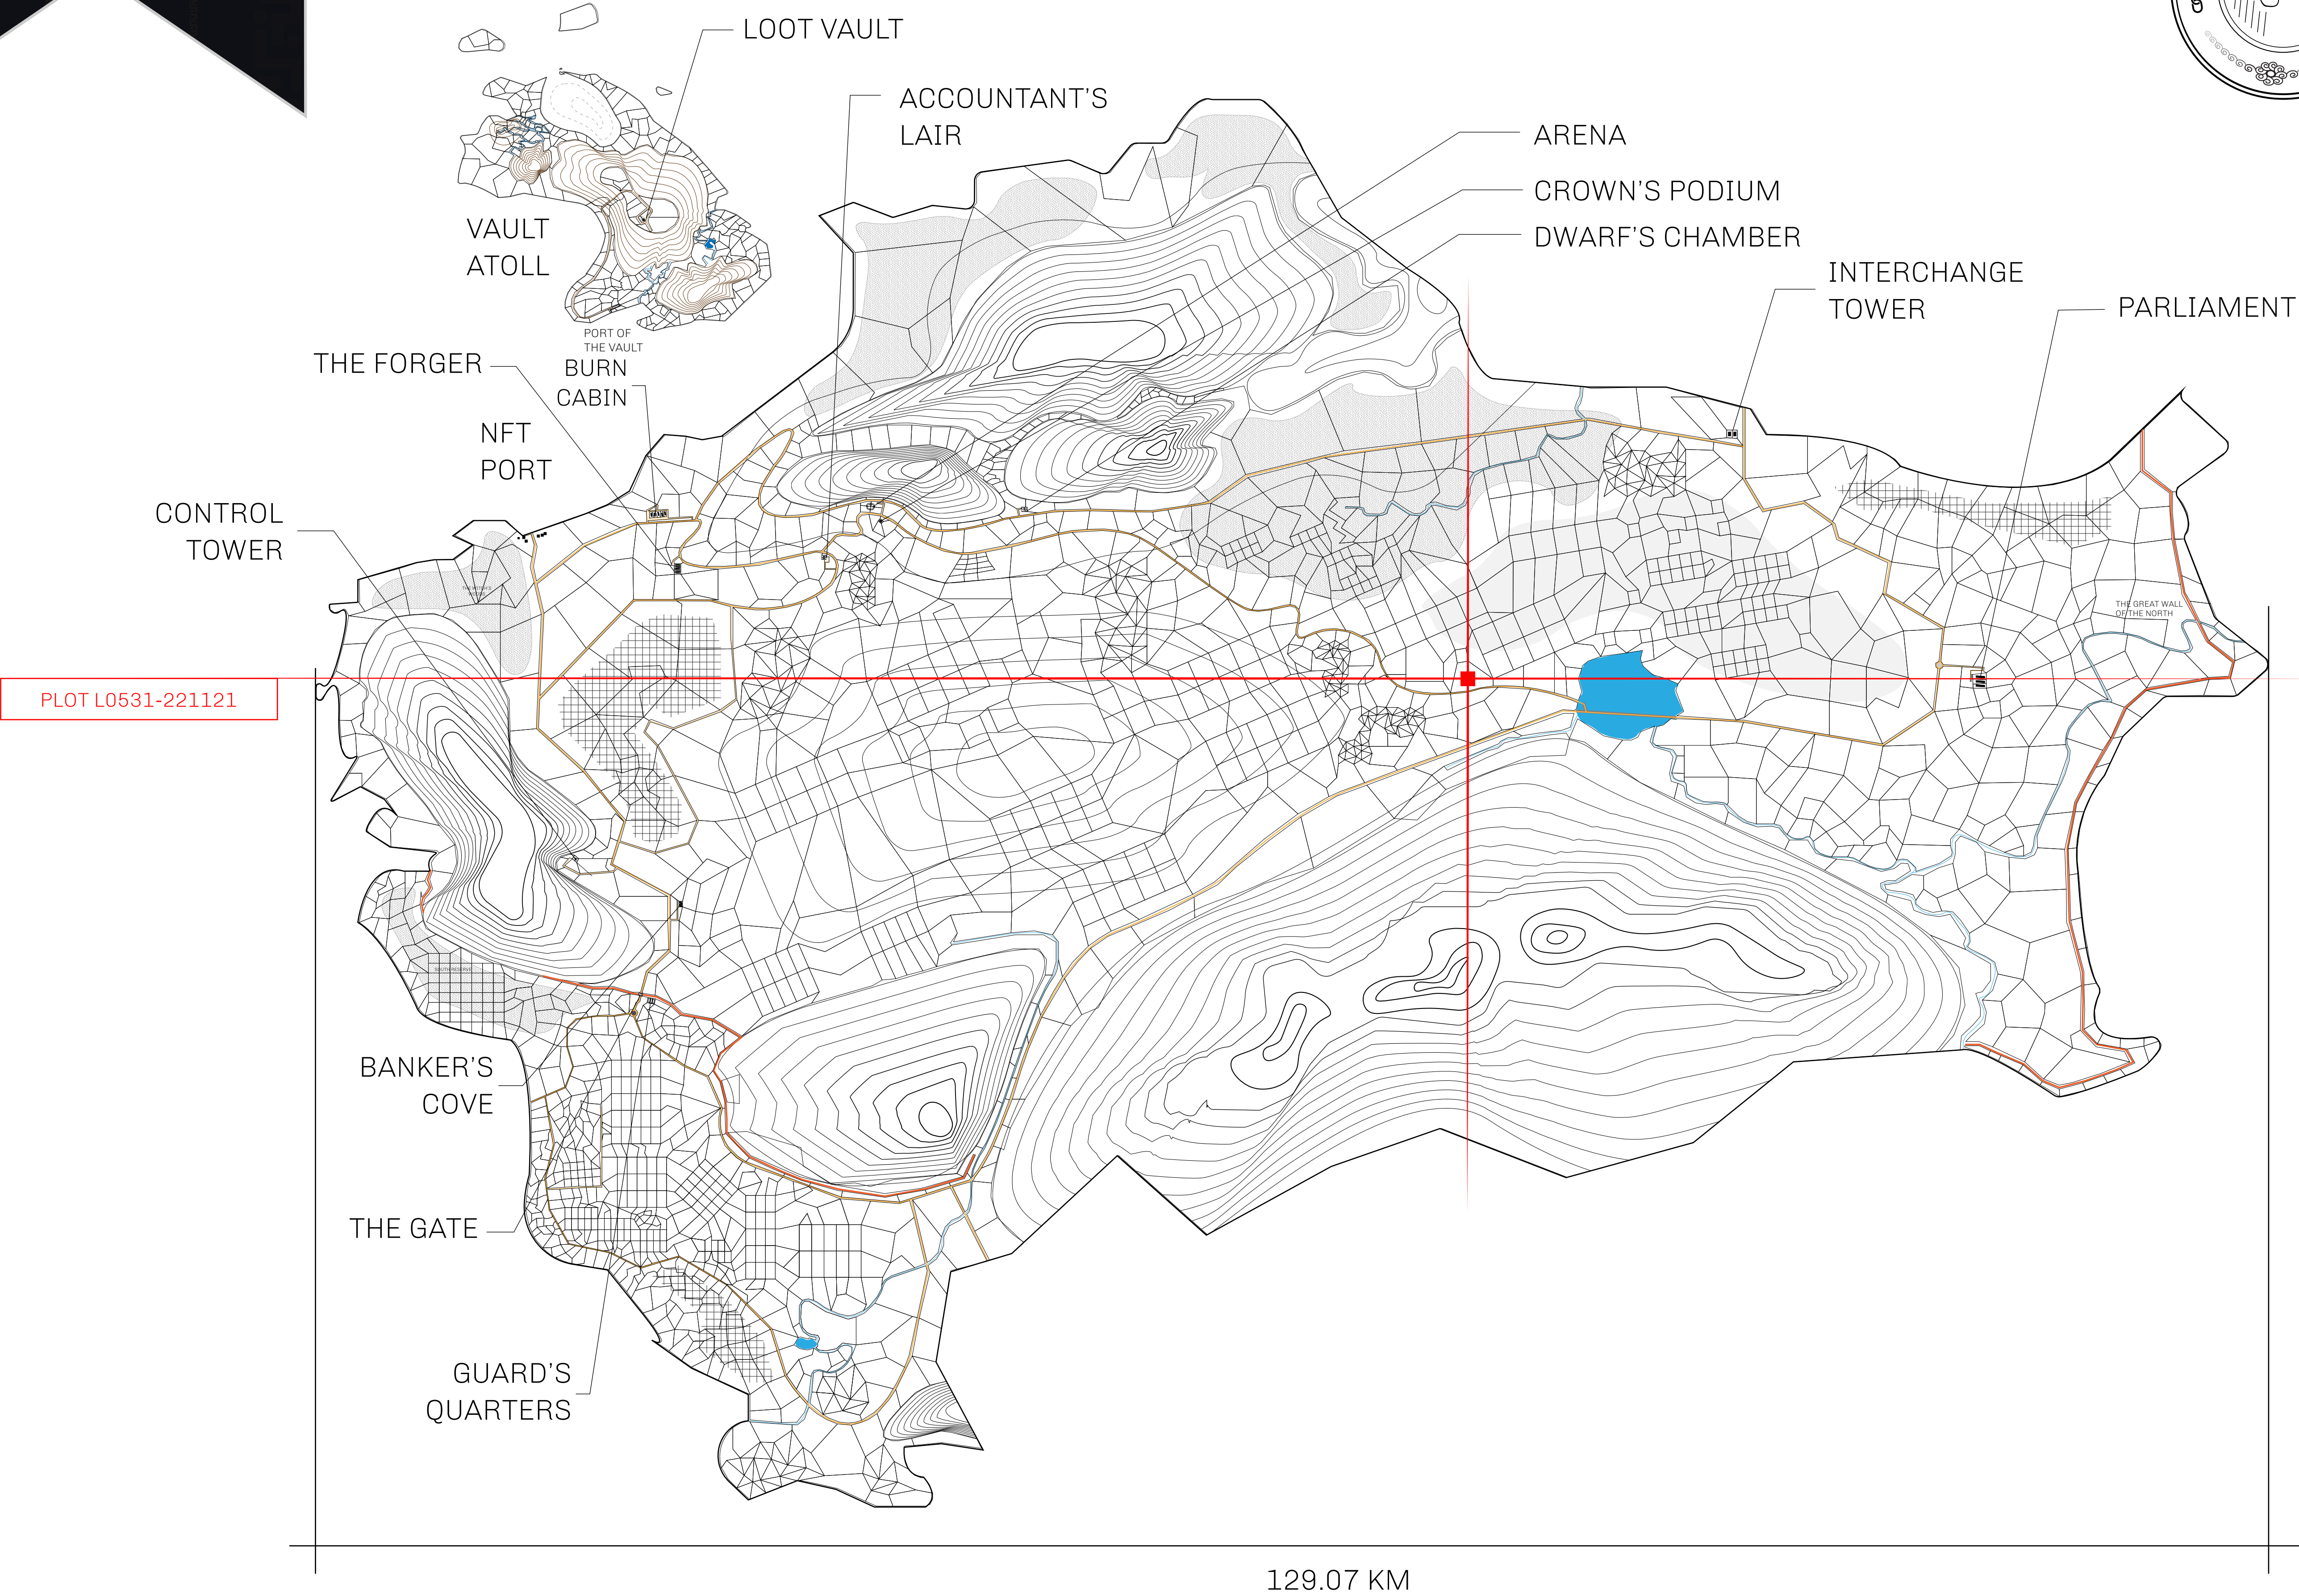 LOOT VAULT
ACCOUNTANT'S
LAIR
ARENA
CROWN'S PODIUM
DWARF'S CHAMBER
INTERCHANGE
TOWER
PARLIAMENT
VAULT
ATOLL
PORT OF
THE VAULT
THE FORGER
BURN
CABIN
NFT
PORT
CONTROL
TOWER
THE GREAT WALL
OF THE NORTH
PLOT L0531-221121
SOUTH RESERVE
BANKER'S
COVE
THE GATE
GUARD'S
QUARTERS
129.07 KM